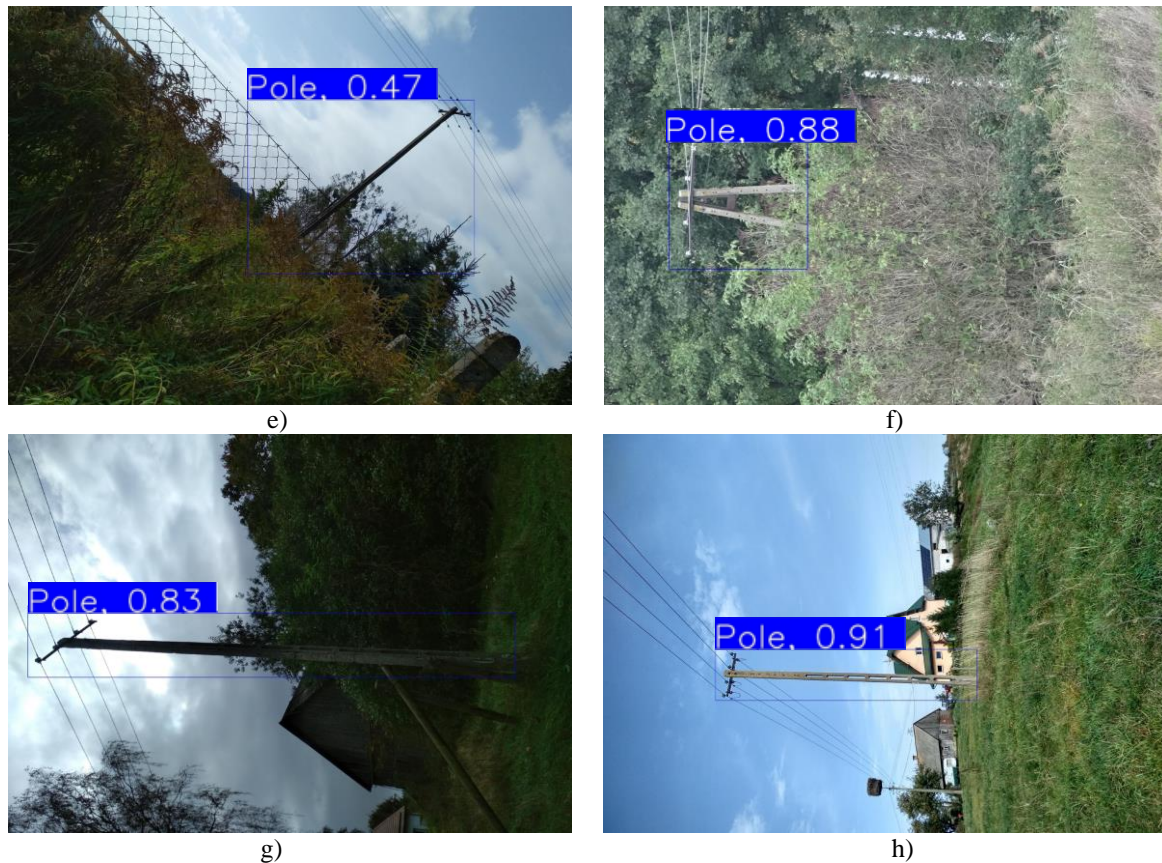 Pole, 0.47
Pole, 0.88
e)
f)
Pole, 0.83
Pole, 0.91
g)
h)